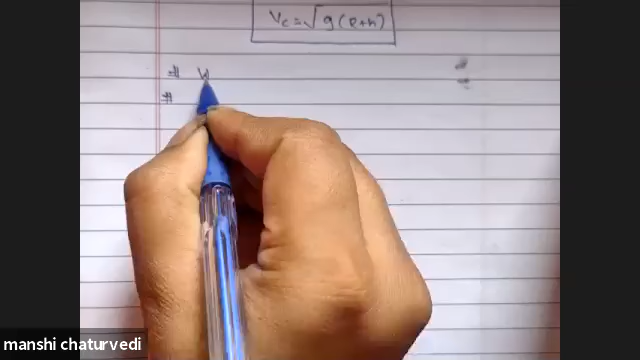 Vc = √g(R+h)
# W
#
manshi chaturvedi